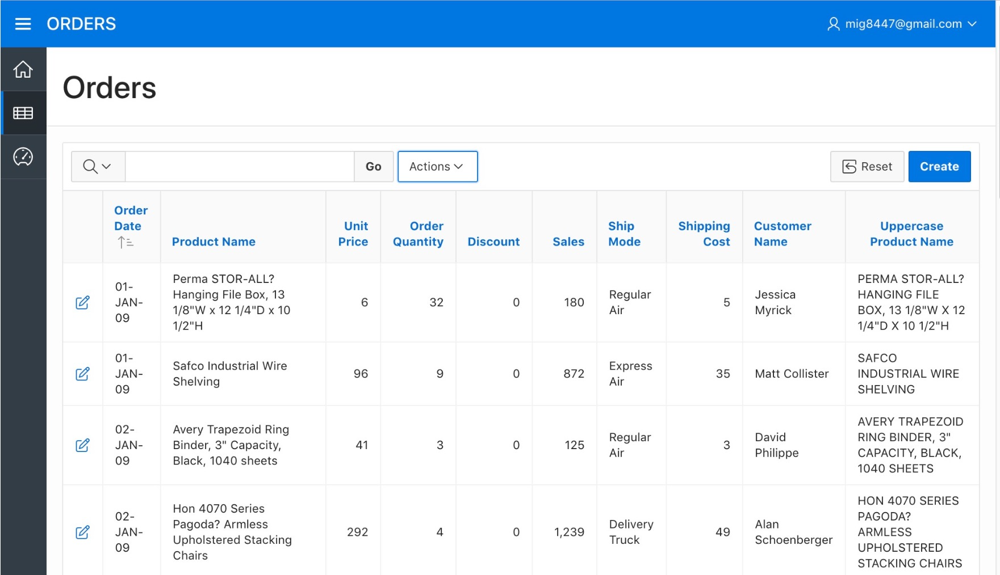 ORDERS
mig8447@gmail.com
Orders
Go
Actions
Reset
Create
Order
Date
Product Name
Unit
Price
Order
Quantity
Discount
Sales
Ship
Mode
Shipping
Cost
Customer
Name
Uppercase
Product Name
01-
JAN-
09
Perma STOR-ALL?
Hanging File Box, 13
1/8"W x 12 1/4"D x 10
1/2"H
6
32
0
180
Regular
Air
5
Jessica
Myrick
PERMA STOR-ALL?
HANGING FILE
BOX, 13 1/8"W X 12
1/4"D X 10 1/2"H
01-
JAN-
09
Safco Industrial Wire
Shelving
96
9
0
872
Express
Air
35
Matt Collister
SAFCO
INDUSTRIAL WIRE
SHELVING
02-
JAN-
09
Avery Trapezoid Ring
Binder, 3" Capacity,
Black, 1040 sheets
41
3
0
125
Regular
Air
3
David
Philippe
AVERY TRAPEZOID
RING BINDER, 3"
CAPACITY, BLACK,
1040 SHEETS
02-
JAN-
09
Hon 4070 Series
Pagoda? Armless
Upholstered Stacking
Chairs
292
4
0
1,239
Delivery
Truck
49
Alan
Schoenberger
HON 4070 SERIES
PAGODA?
ARMLESS
UPHOLSTERED
STACKING CHAIRS